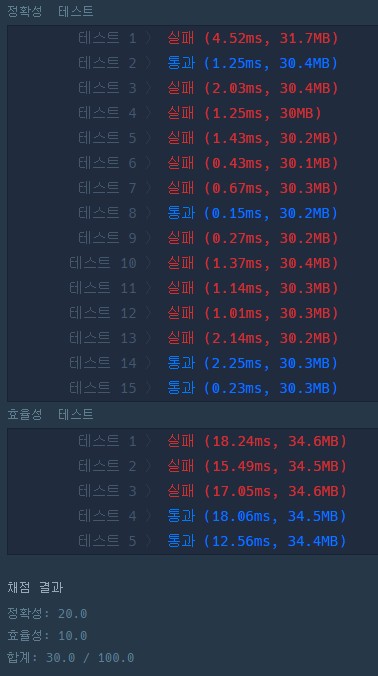 정확성 테스트
테스트 1 〉 실패 (4.52ms, 31.7MB)
테스트 2 〉 통과 (1.25ms, 30.4MB)
테스트 3 〉 실패 (2.03ms, 30.4MB)
테스트 4 〉 실패 (1.25ms, 30MB)
테스트 5 〉 실패 (1.43ms, 30.2MB)
테스트 6 〉 실패 (0.43ms, 30.1MB)
테스트 7 〉 실패 (0.67ms, 30.3MB)
테스트 8 〉 통과 (0.15ms, 30.2MB)
테스트 9 〉 실패 (0.27ms, 30.2MB)
테스트 10 〉 실패 (1.37ms, 30.4MB)
테스트 11 〉 실패 (1.14ms, 30.3MB)
테스트 12 〉 실패 (1.01ms, 30.3MB)
테스트 13 〉 실패 (2.14ms, 30.2MB)
테스트 14 〉 통과 (2.25ms, 30.3MB)
테스트 15 〉 통과 (0.23ms, 30.3MB)
효율성 테스트
테스트 1 〉 실패 (18.24ms, 34.6MB)
테스트 2 〉 실패 (15.49ms, 34.5MB)
테스트 3 〉 실패 (17.05ms, 34.6MB)
테스트 4 〉 통과 (18.06ms, 34.5MB)
테스트 5 〉 통과 (12.56ms, 34.4MB)
채점 결과
정확성: 20.0
효율성: 10.0
합계: 30.0 / 100.0